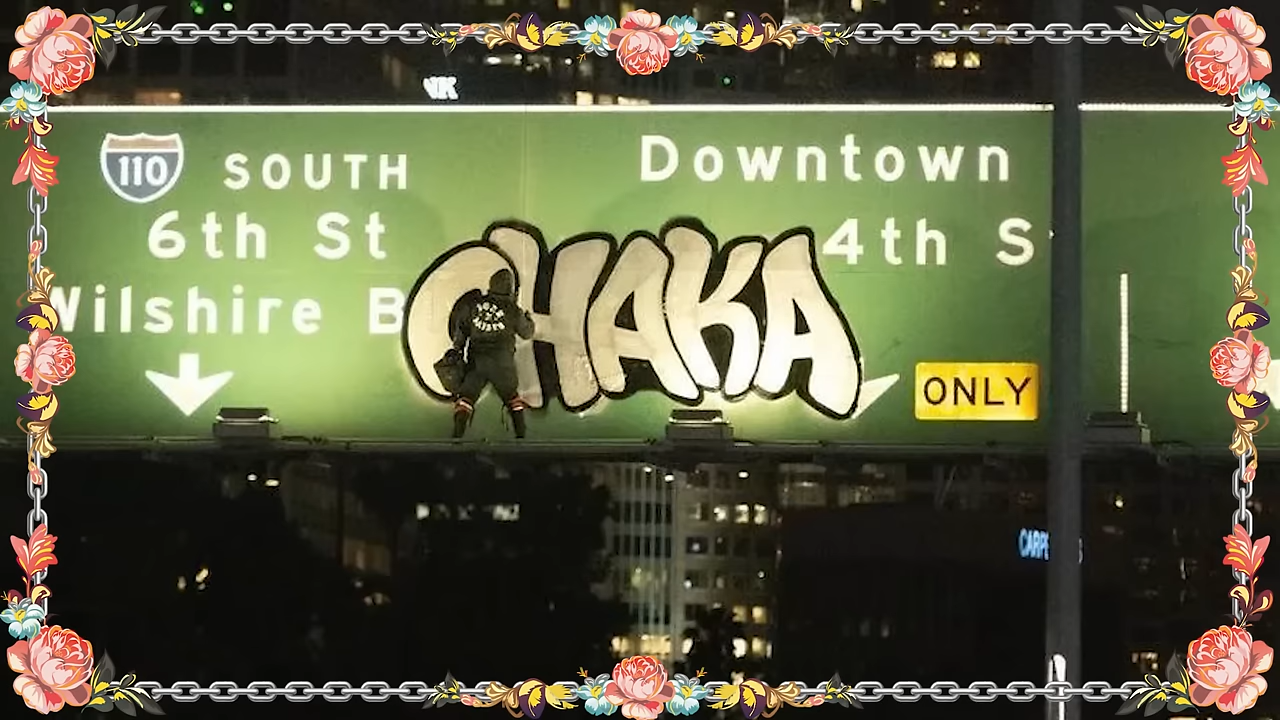 110 SOUTH
6th St
Wilshire B
Downtown
4th S
CHAKA
ONLY